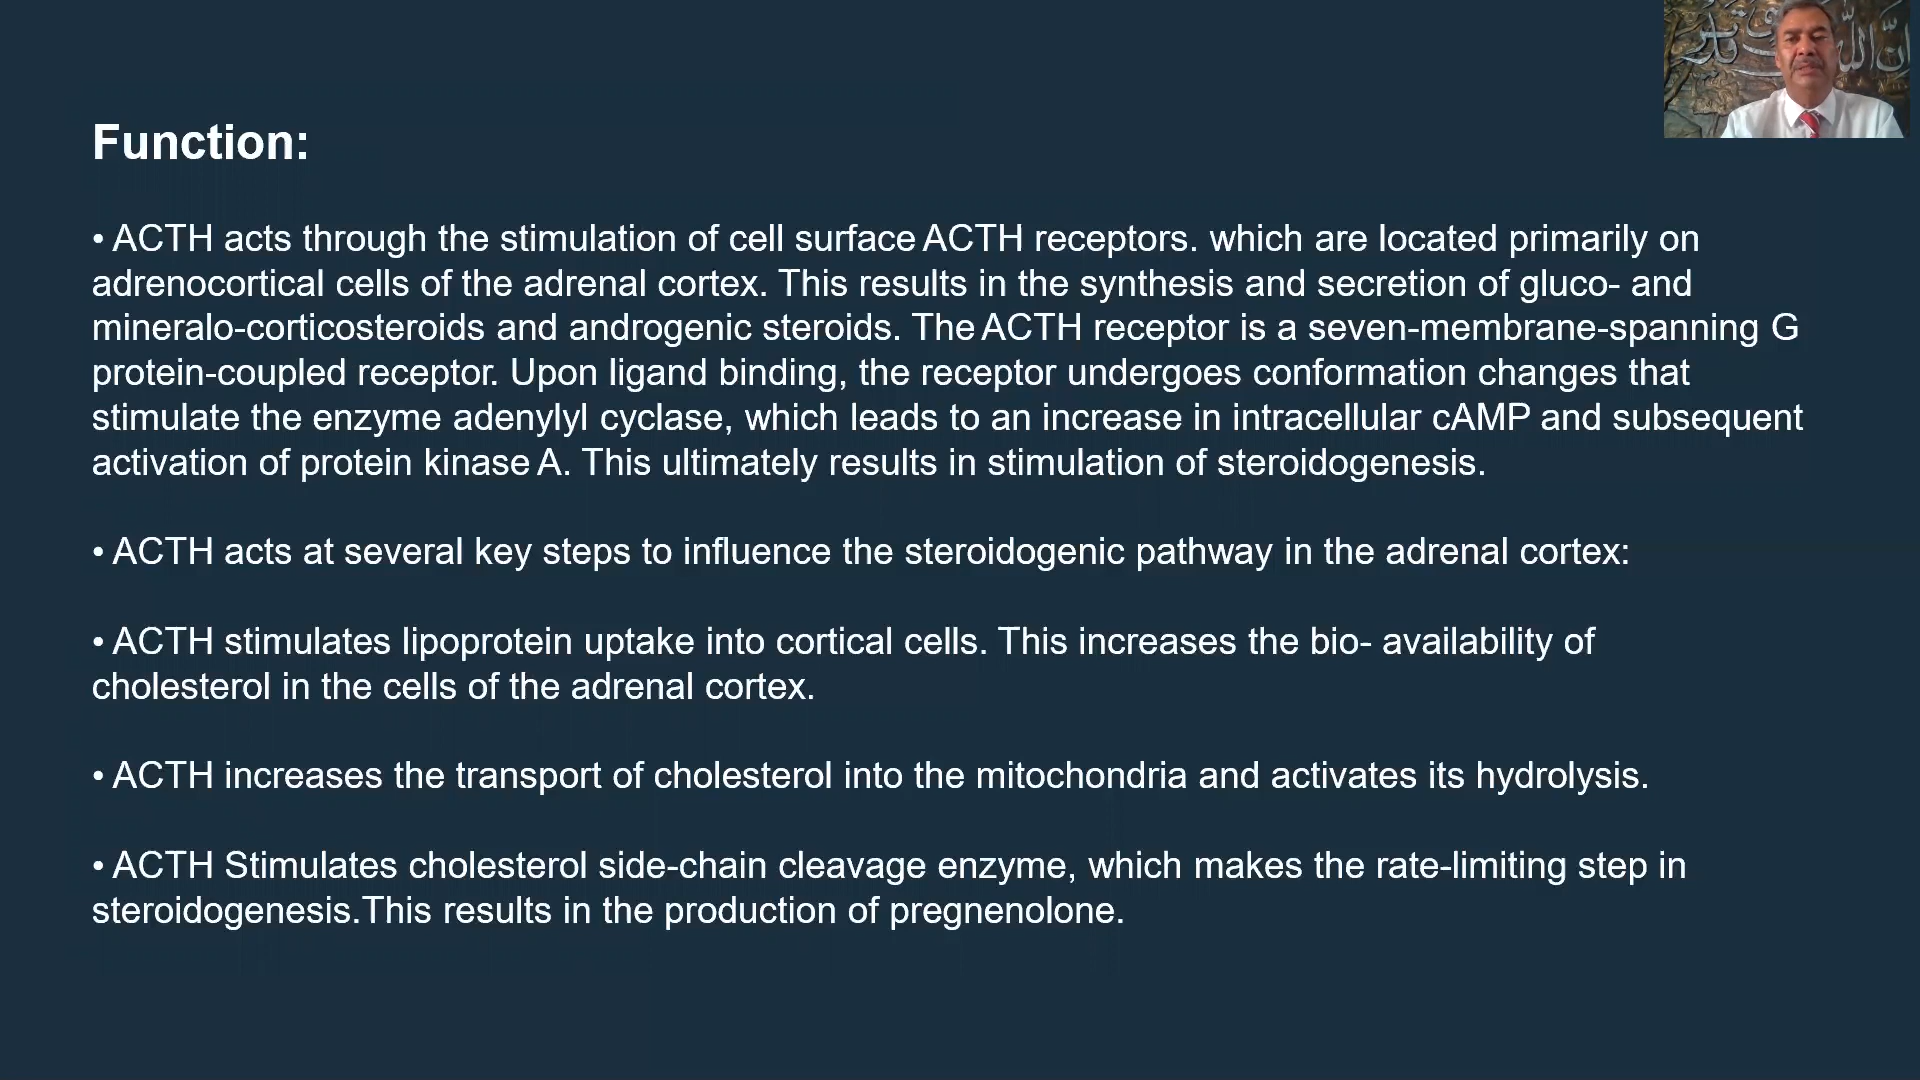 إن الله
قدير
Function:
• ACTH acts through the stimulation of cell surface ACTH receptors. which are located primarily on
adrenocortical cells of the adrenal cortex. This results in the synthesis and secretion of gluco- and
mineralo-corticosteroids and androgenic steroids. The ACTH receptor is a seven-membrane-spanning G
protein-coupled receptor. Upon ligand binding, the receptor undergoes conformation changes that
stimulate the enzyme adenylyl cyclase, which leads to an increase in intracellular cAMP and subsequent
activation of protein kinase A. This ultimately results in stimulation of steroidogenesis.
• ACTH acts at several key steps to influence the steroidogenic pathway in the adrenal cortex:
• ACTH stimulates lipoprotein uptake into cortical cells. This increases the bio- availability of
cholesterol in the cells of the adrenal cortex.
• ACTH increases the transport of cholesterol into the mitochondria and activates its hydrolysis.
• ACTH Stimulates cholesterol side-chain cleavage enzyme, which makes the rate-limiting step in
steroidogenesis.This results in the production of pregnenolone.